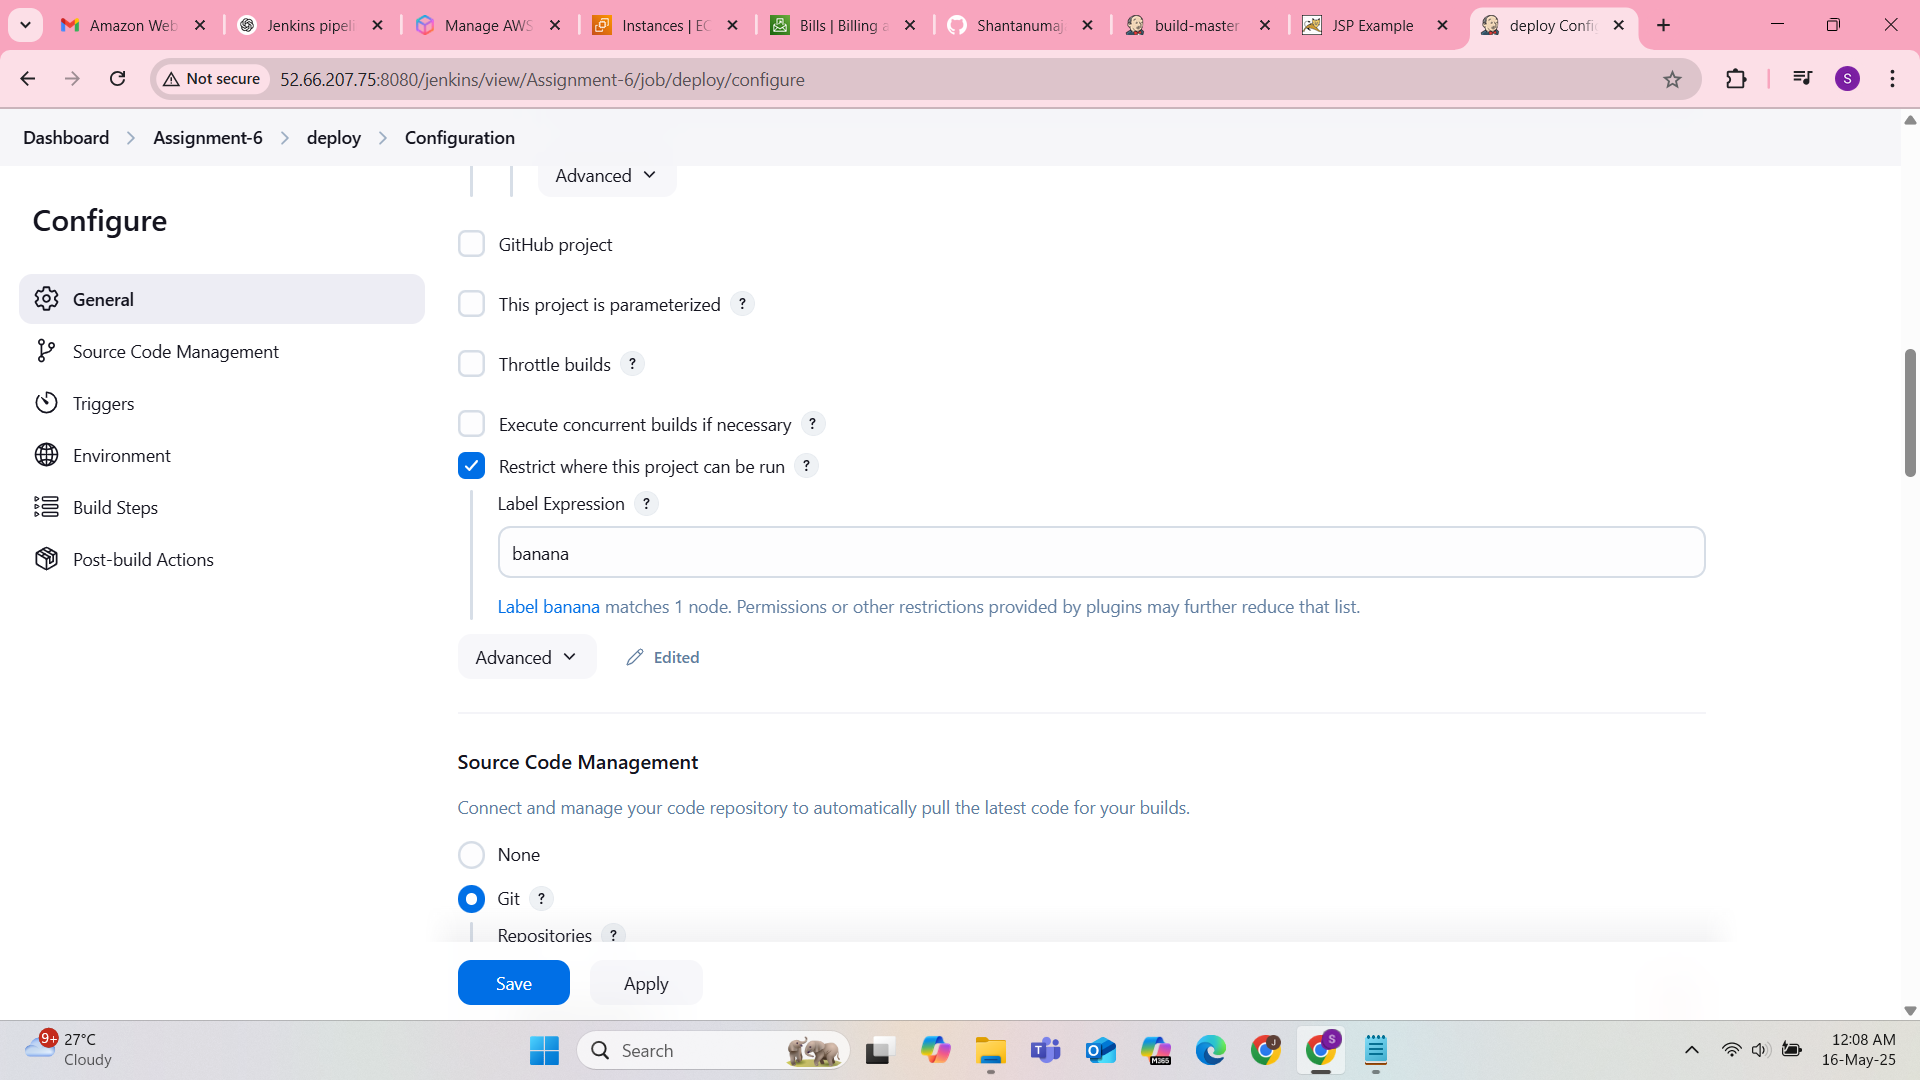 Amazon Web
Jenkins pipeli
Manage AWS
Instances | EC
Bills | Billing a
Shantanumaj
build-master
JSP Example
deploy Config
Not secure
52.66.207.75:8080/jenkins/view/Assignment-6/job/deploy/configure
S
Dashboard
Assignment-6
deploy
Configuration
Configure
General
Source Code Management
Triggers
Environment
Build Steps
Post-build Actions
Advanced
GitHub project
This project is parameterized ?
Throttle builds ?
Execute concurrent builds if necessary ?
Restrict where this project can be run ?
Label Expression ?
banana
Label banana matches 1 node. Permissions or other restrictions provided by plugins may further reduce that list.
Advanced
Edited
Source Code Management
Connect and manage your code repository to automatically pull the latest code for your builds.
None
Git ?
Repositories ?
Save
Apply
9+
27°C
Cloudy
Search
M365
J
S
12:08 AM
16-May-25